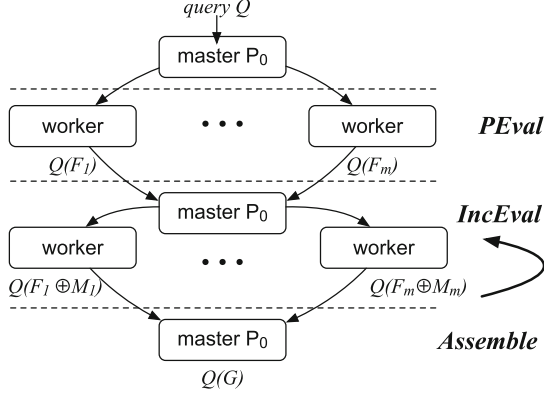 query Q
master P₀
worker
• • •
worker
PEval
Q(F₁)
Q(Fₘ)
master P₀
IncEval
worker
• • •
worker
Q(F₁ ⊕M₁)
Q(Fₘ⊕Mₘ)
master P₀
Assemble
Q(G)